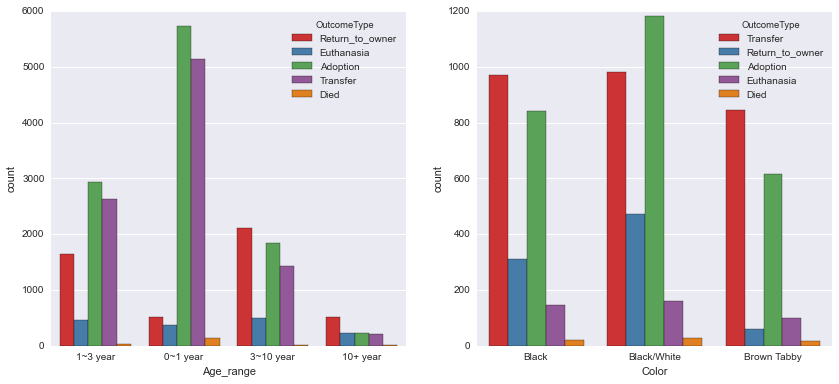 6000
5000
4000
3000
2000
1000
0
count
OutcomeType
Return_to_owner
Euthanasia
Adoption
Transfer
Died
1~3 year
0~1 year
3~10 year
10+ year
Age_range
1200
1000
800
600
400
200
0
count
OutcomeType
Transfer
Return_to_owner
Adoption
Euthanasia
Died
Black
Black/White
Brown Tabby
Color